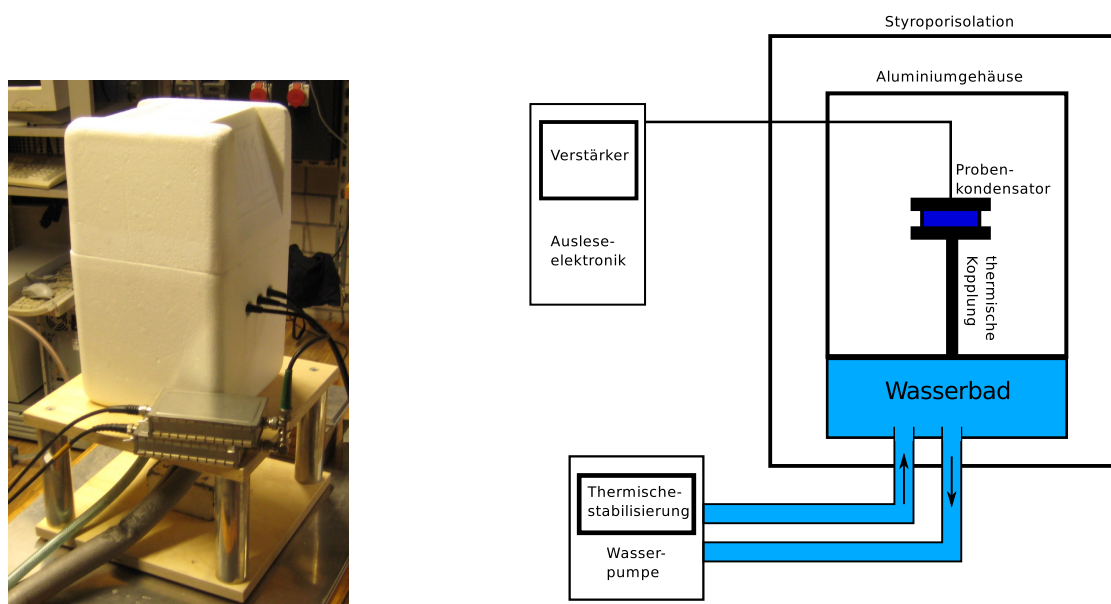 Styroporisolation
Aluminiumgehäuse
Verstärker
Auslese-
elektronik
Proben-
kondensator
thermische
Kopplung
Wasserbad
Thermische-
stabilisierung
Wasser-
pumpe